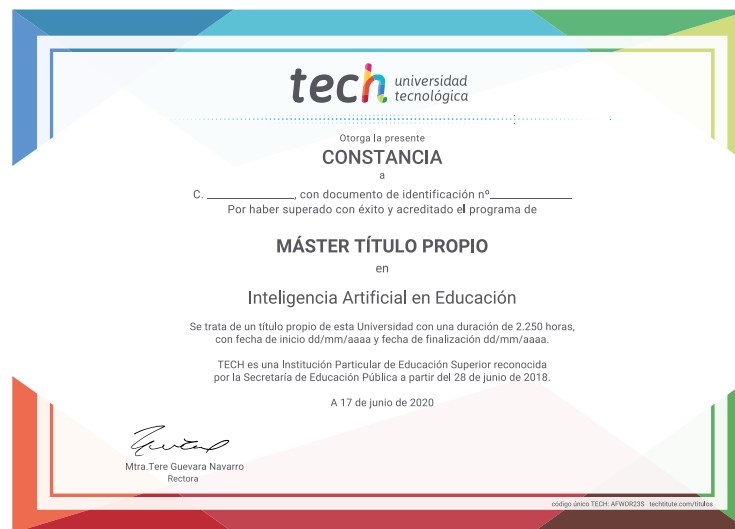 tech universidad
tecnológica
Otorga la presente
CONSTANCIA
a
C. ________________, con documento de identificación nº______________
Por haber superado con éxito y acreditado el programa de
MÁSTER TÍTULO PROPIO
en
Inteligencia Artificial en Educación
Se trata de un título propio de esta Universidad con una duración de 2.250 horas,
con fecha de inicio dd/mm/aaaa y fecha de finalización dd/mm/aaaa.
TECH es una Institución Particular de Educación Superior reconocida
por la Secretaría de Educación Pública a partir del 28 de junio de 2018.
A 17 de junio de 2020
Mtra.Tere Guevara Navarro
Rectora
código único TECH: AFWOR23S techtitute.com/titulos